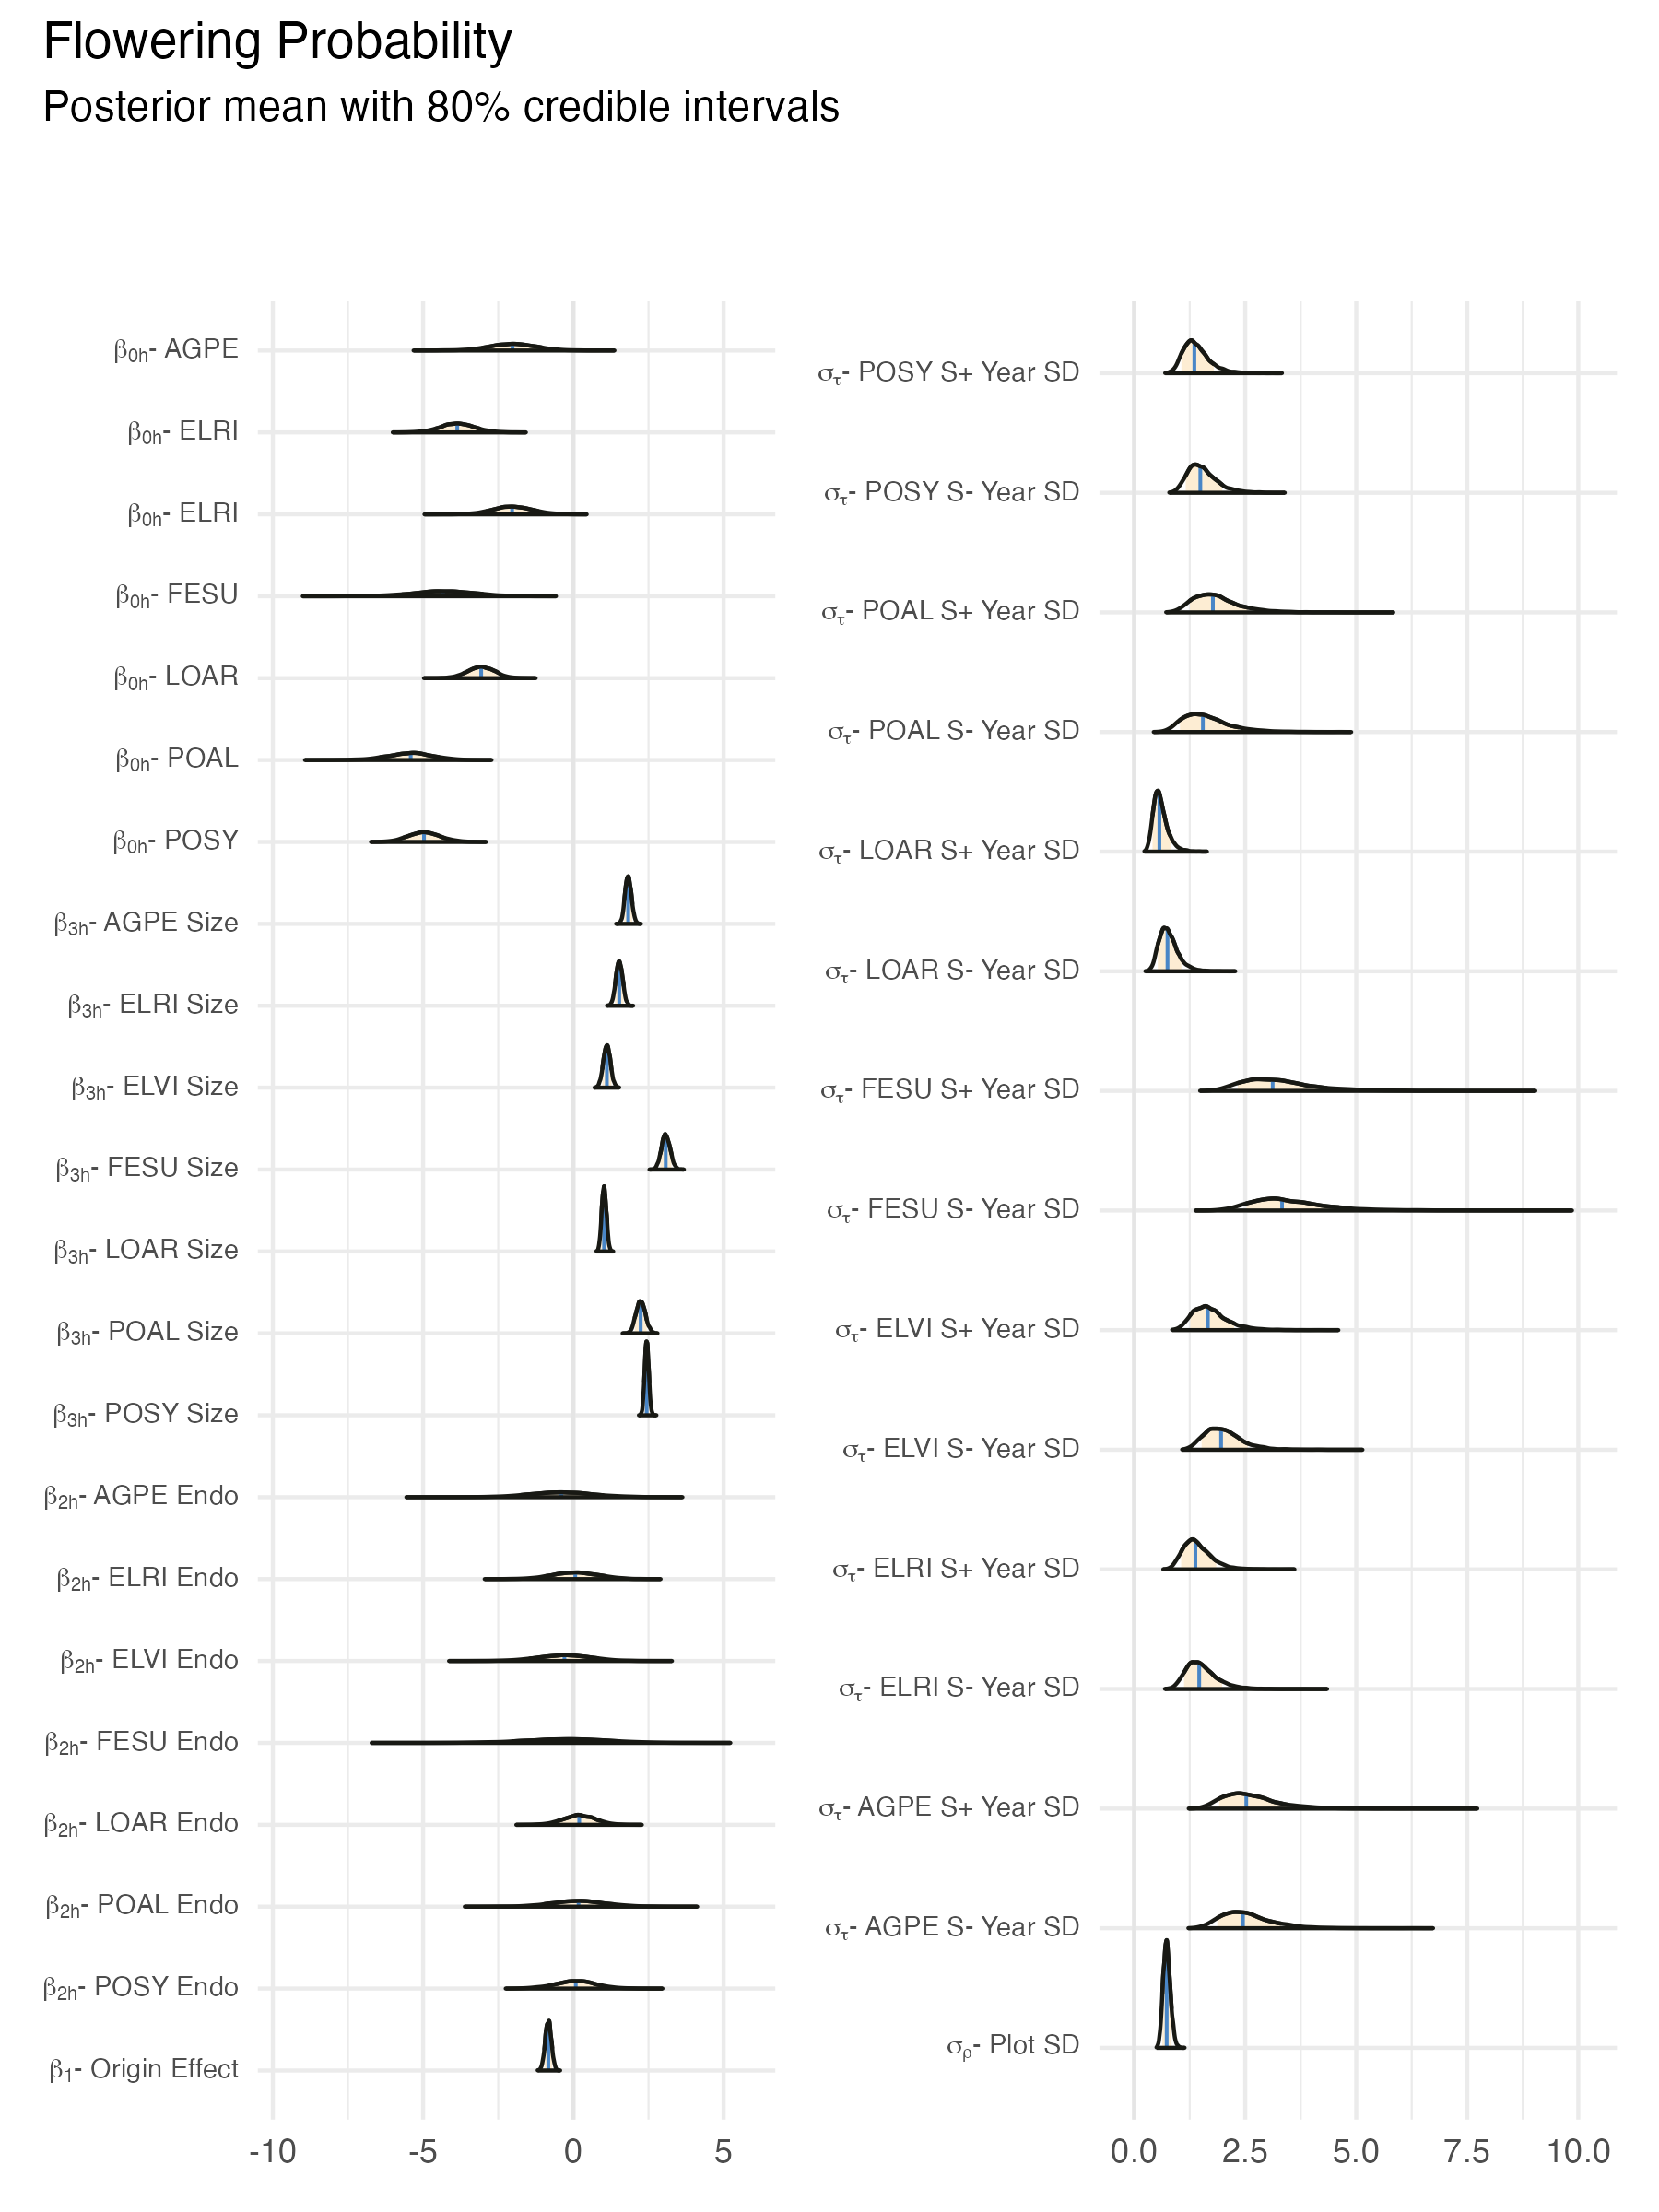 Flowering Probability
Posterior mean with 80% credible intervals
β0h- AGPE
β0h- ELRI
β0h- ELRI
β0h- FESU
β0h- LOAR
β0h- POAL
β0h- POSY
β3h- AGPE Size
β3h- ELRI Size
β3h- ELVI Size
β3h- FESU Size
β3h- LOAR Size
β3h- POAL Size
β3h- POSY Size
β2h- AGPE Endo
β2h- ELRI Endo
β2h- ELVI Endo
β2h- FESU Endo
β2h- LOAR Endo
β2h- POAL Endo
β2h- POSY Endo
β1- Origin Effect
-10 -5 0 5
στ- POSY S+ Year SD
στ- POSY S- Year SD
στ- POAL S+ Year SD
στ- POAL S- Year SD
στ- LOAR S+ Year SD
στ- LOAR S- Year SD
στ- FESU S+ Year SD
στ- FESU S- Year SD
στ- ELVI S+ Year SD
στ- ELVI S- Year SD
στ- ELRI S+ Year SD
στ- ELRI S- Year SD
στ- AGPE S+ Year SD
στ- AGPE S- Year SD
σρ- Plot SD
0.0 2.5 5.0 7.5 10.0